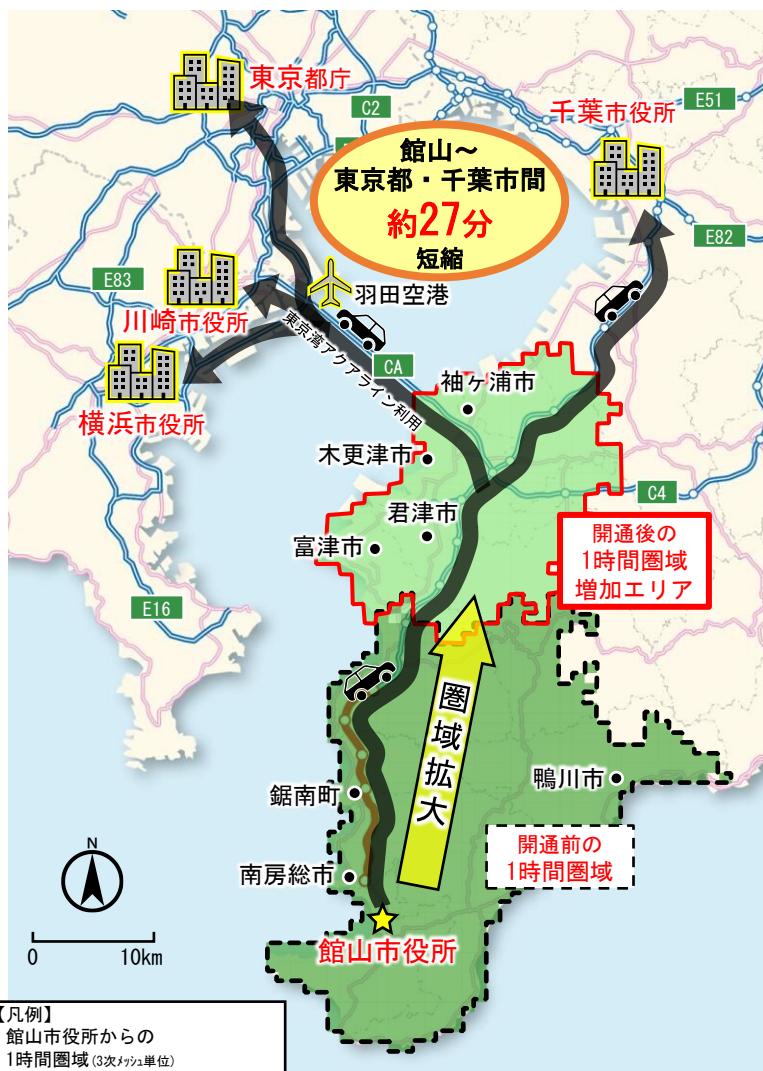 東京都庁
C2
千葉市役所
E51
館山～
東京都・千葉市間
約27分
短縮
E82
E83
川崎市役所
羽田空港
東京湾アクアライン利用
CA
横浜市役所
袖ケ浦市
木更津市
C4
君津市
富津市
開通後の
1時間圏域
増加エリア
E16
圏域拡大
鋸南町
鴨川市
開通前の
1時間圏域
N
南房総市
館山市役所
0 10km
【凡例】
館山市役所からの
1時間圏域(3次メッシュ単位)